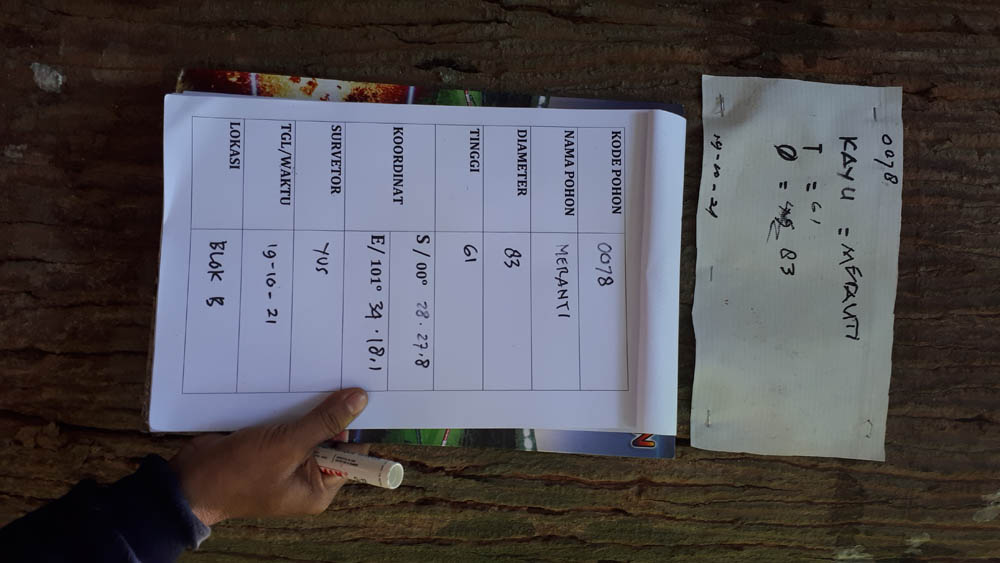 0078
KAYU = MERANTI
T = 61
Ø = 83
19-10-21
KODE POHON 0078
NAMA POHON MERANTI
DIAMETER 83
TINGGI 61
KOORDINAT S / 00° 28.27.8
E/ 101° 34.18.1
SURVETOR YUS
TGL/WAKTU 19-10-21
LOKASI BLOK B